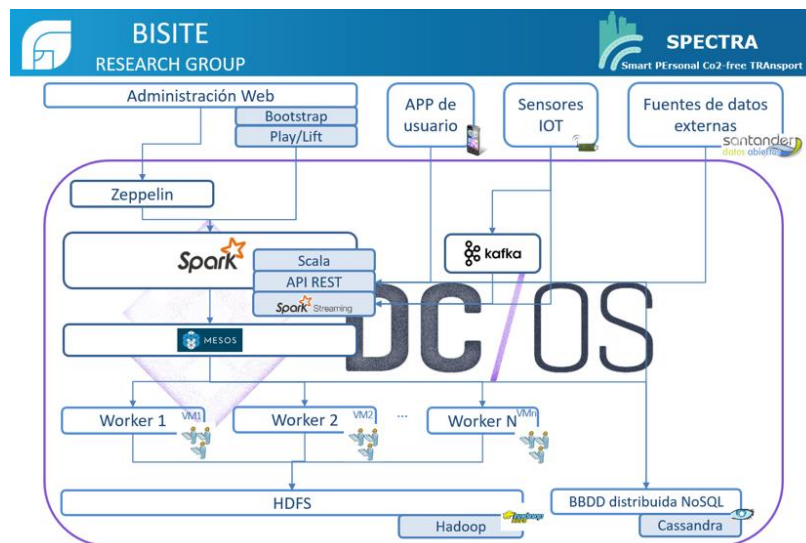 BISITE
RESEARCH GROUP
SPECTRA
Smart PErsonal Co2-free TRAnsport
Administración Web
Bootstrap
Play/Lift
APP de
usuario
Sensores
IOT
Fuentes de datos
externas
santander
datos abiertos
Zeppelin
Spark
Scala
API REST
Spark Streaming
kafka
MESOS
DC/OS
Worker 1
VM1
Worker 2
VM2
...
Worker N
VMn
HDFS
Hadoop
hadoop
BBDD distribuida NoSQL
Cassandra